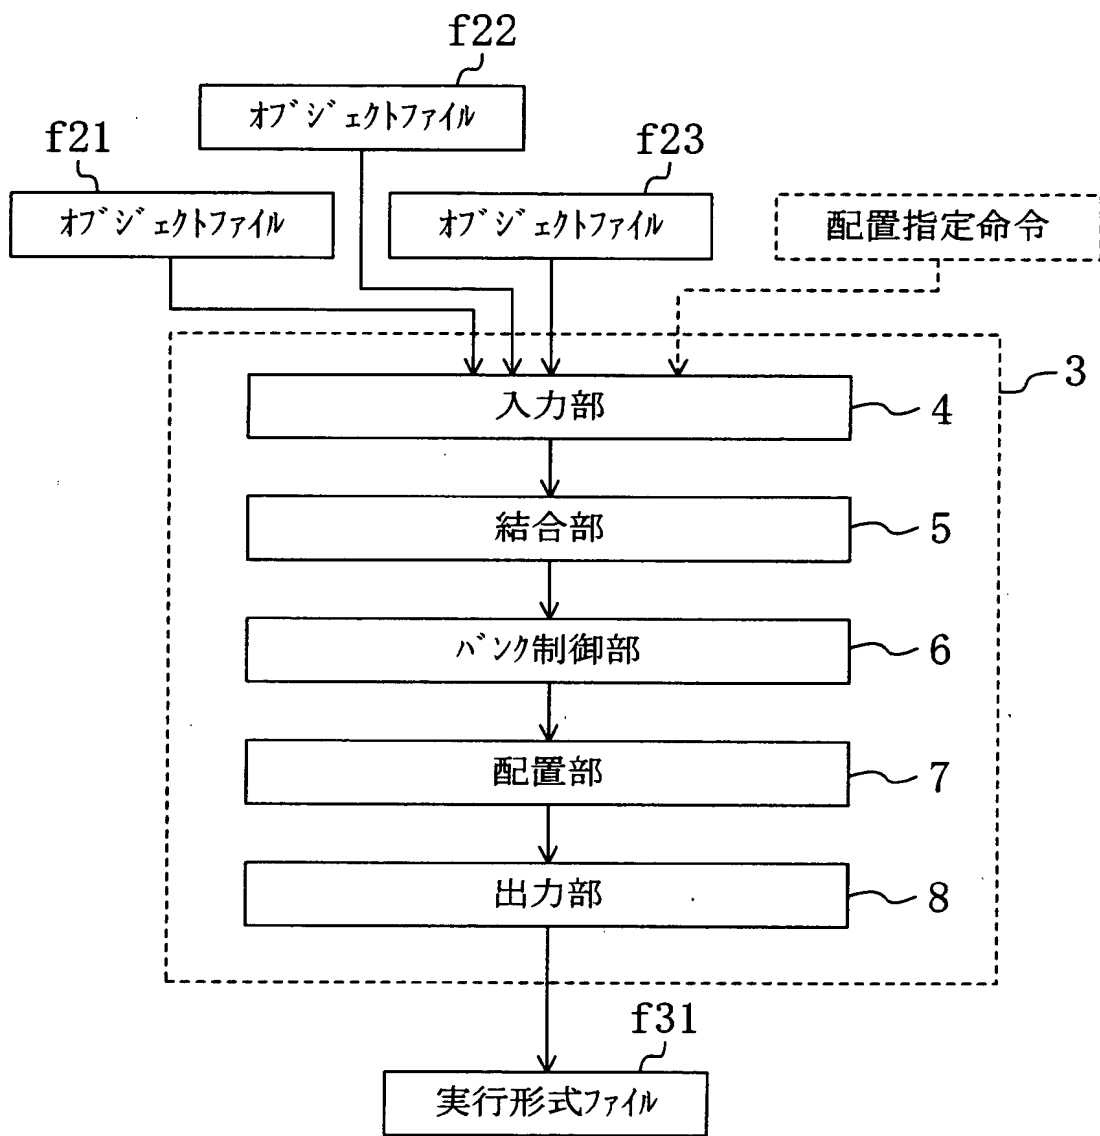 f22
オブジェクトファイル
f21
f23
オブジェクトファイル
オブジェクトファイル
配置指定命令
3
入力部
4
結合部
5
バンク制御部
6
配置部
7
出力部
8
f31
実行形式ファイル